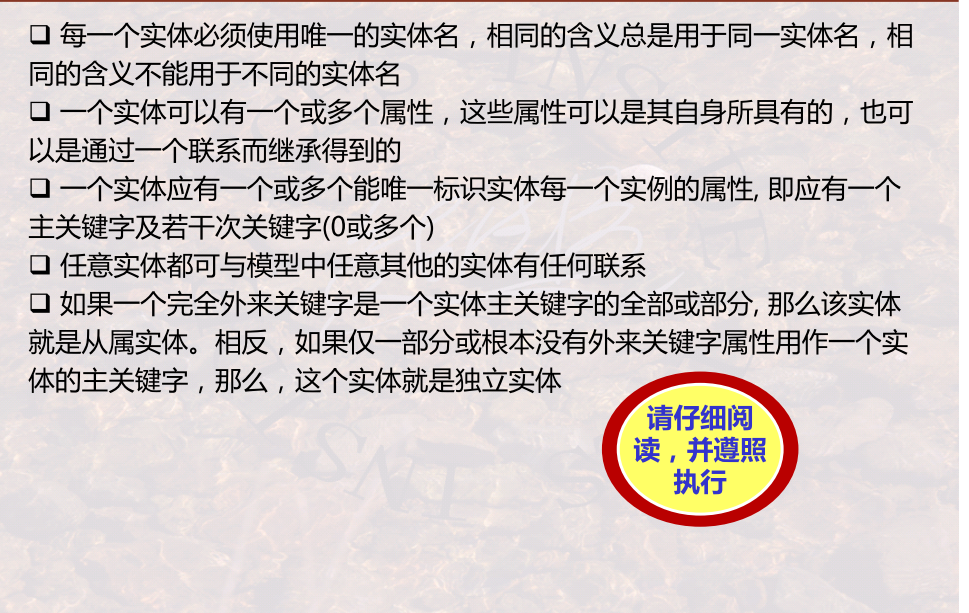 ❑ 每一个实体必须使用唯一的实体名，相同的含义总是用于同一实体名，相
同的含义不能用于不同的实体名
❑ 一个实体可以有一个或多个属性，这些属性可以是其自身所具有的，也可
以是通过一个联系而继承得到的
❑ 一个实体应有一个或多个能唯一标识实体每一个实例的属性, 即应有一个
主关键字及若干次关键字(0或多个)
❑ 任意实体都可与模型中任意其他的实体有任何联系
❑ 如果一个完全外来关键字是一个实体主关键字的全部或部分, 那么该实体
就是从属实体。相反，如果仅一部分或根本没有外来关键字属性用作一个实
体的主关键字，那么，这个实体就是独立实体
请仔细阅
读，并遵照
执行